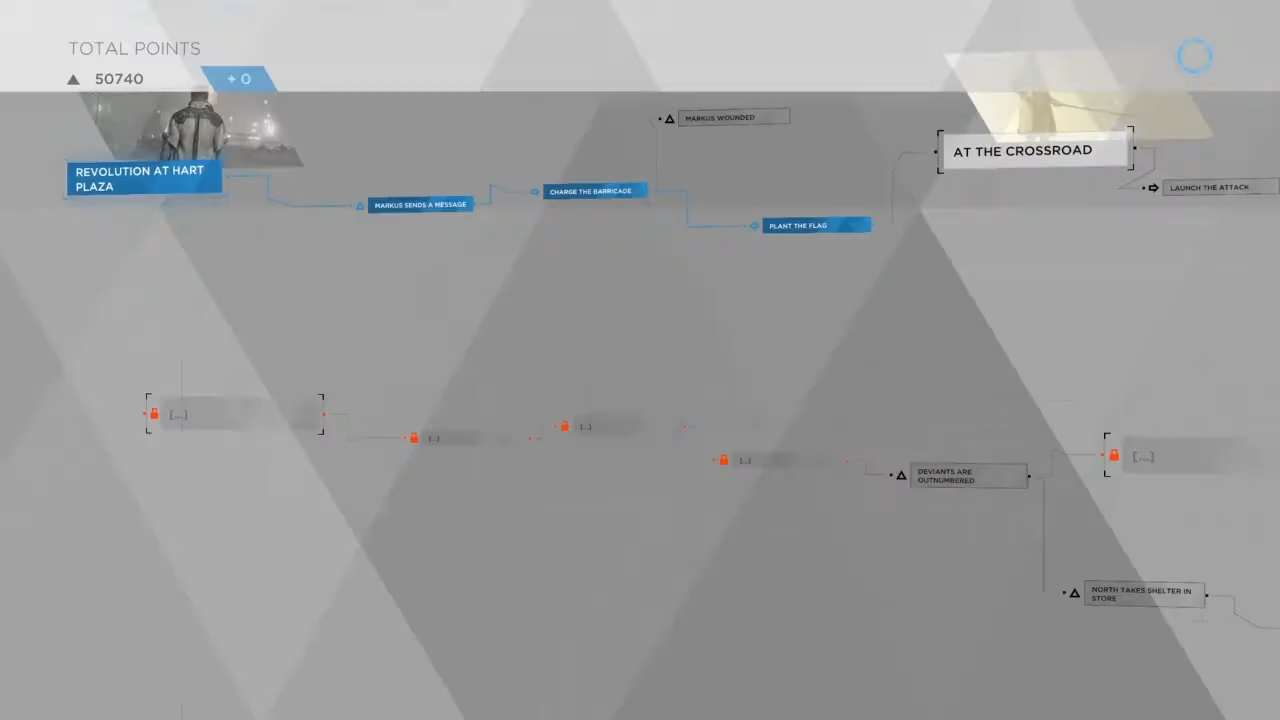 TOTAL POINTS
50740
+ 0
MARKUS WOUNDED
AT THE CROSSROAD
REVOLUTION AT HART
PLAZA
LAUNCH THE ATTACK
CHARGE THE BARRICADE
MARKUS SENDS A MESSAGE
PLANT THE FLAG
[...]
[...]
[...]
[...]
[...]
DEVIANTS ARE
OUTNUMBERED
NORTH TAKES SHELTER IN
STORE